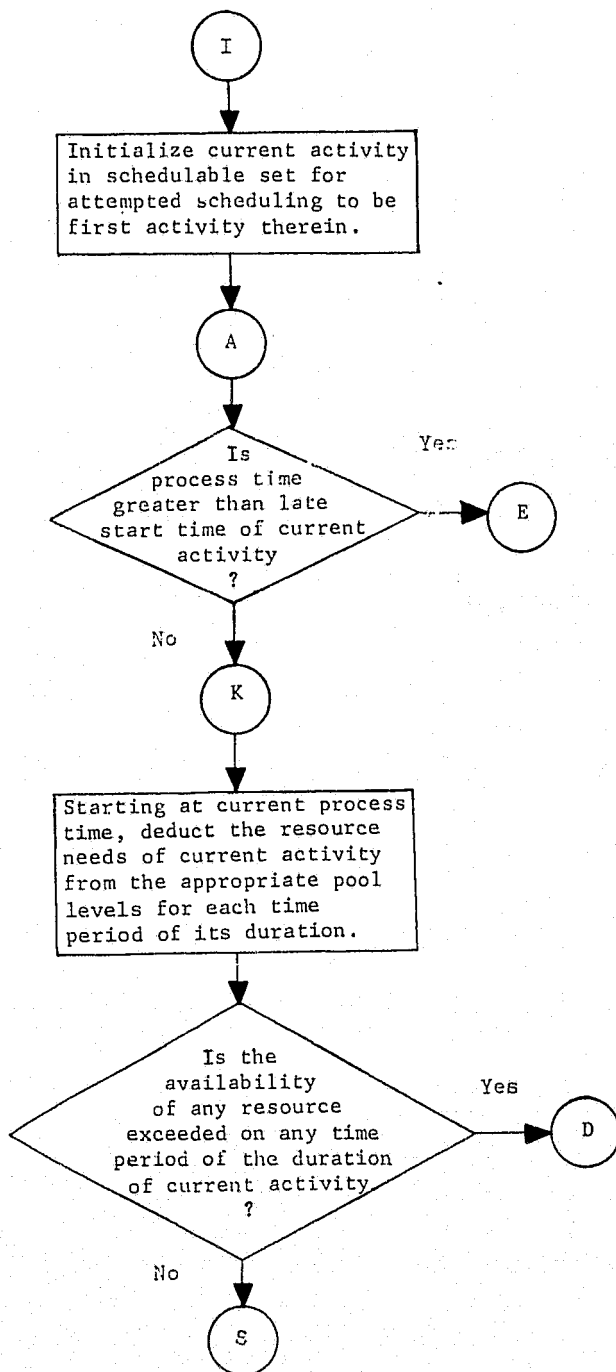 I
Initialize current activity
in schedulable set for
attempted scheduling to be
first activity therein.
A
Is
process time
greater than late
start time of current
activity
?
Yes
E
No
K
Starting at current process
time, deduct the resource
needs of current activity
from the appropriate pool
levels for each time
period of its duration.
Is the
availability
of any resource
exceeded on any time
period of the duration
of current activity
?
Yes
D
No
S